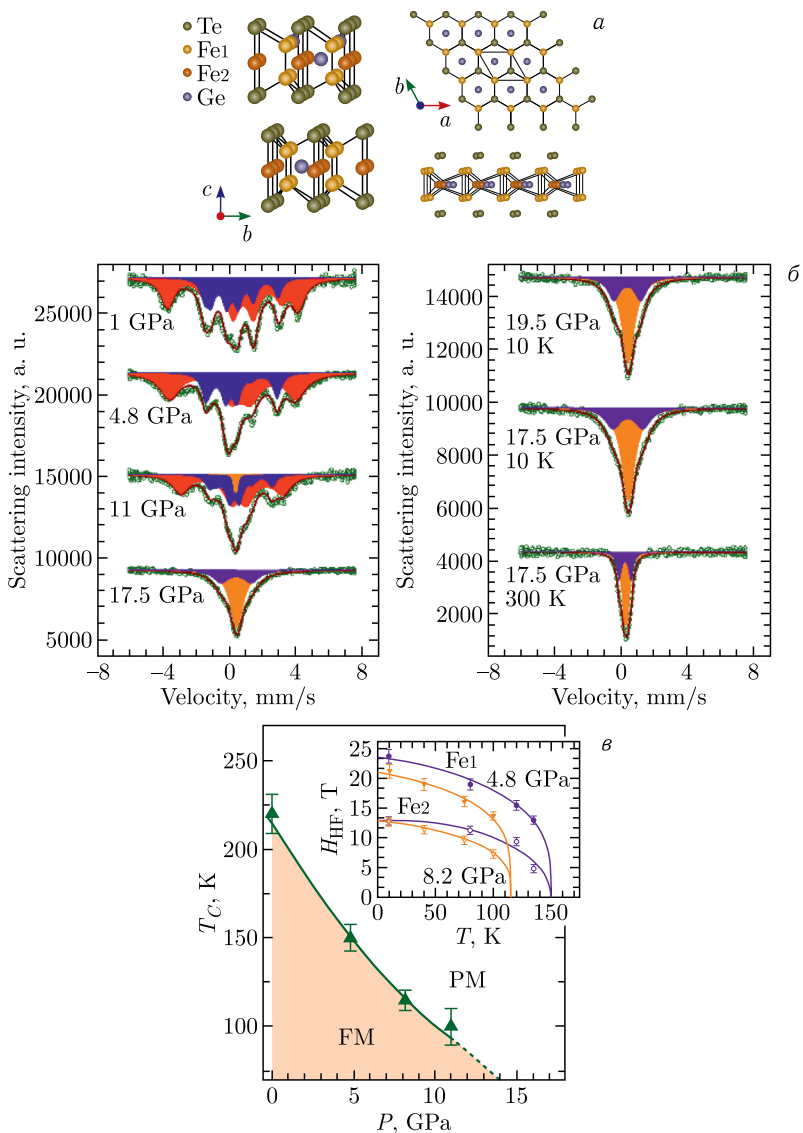 Te
Fe1
Fe2
Ge
a
b
a
c
b
б
Scattering intensity, a. u.
25000
20000
15000
10000
5000
1 GPa
4.8 GPa
11 GPa
17.5 GPa
−8
−4
0
4
8
Velocity, mm/s
Scattering intensity, a. u.
14000
12000
10000
8000
6000
4000
2000
19.5 GPa
10 K
17.5 GPa
10 K
17.5 GPa
300 K
−8
−4
0
4
8
Velocity, mm/s
в
T_C, K
250
200
150
100
0
5
10
15
P, GPa
FM
PM
H_HF, T
25
20
15
10
5
0
Fe1
4.8 GPa
Fe2
8.2 GPa
0
50
100
150
T, K